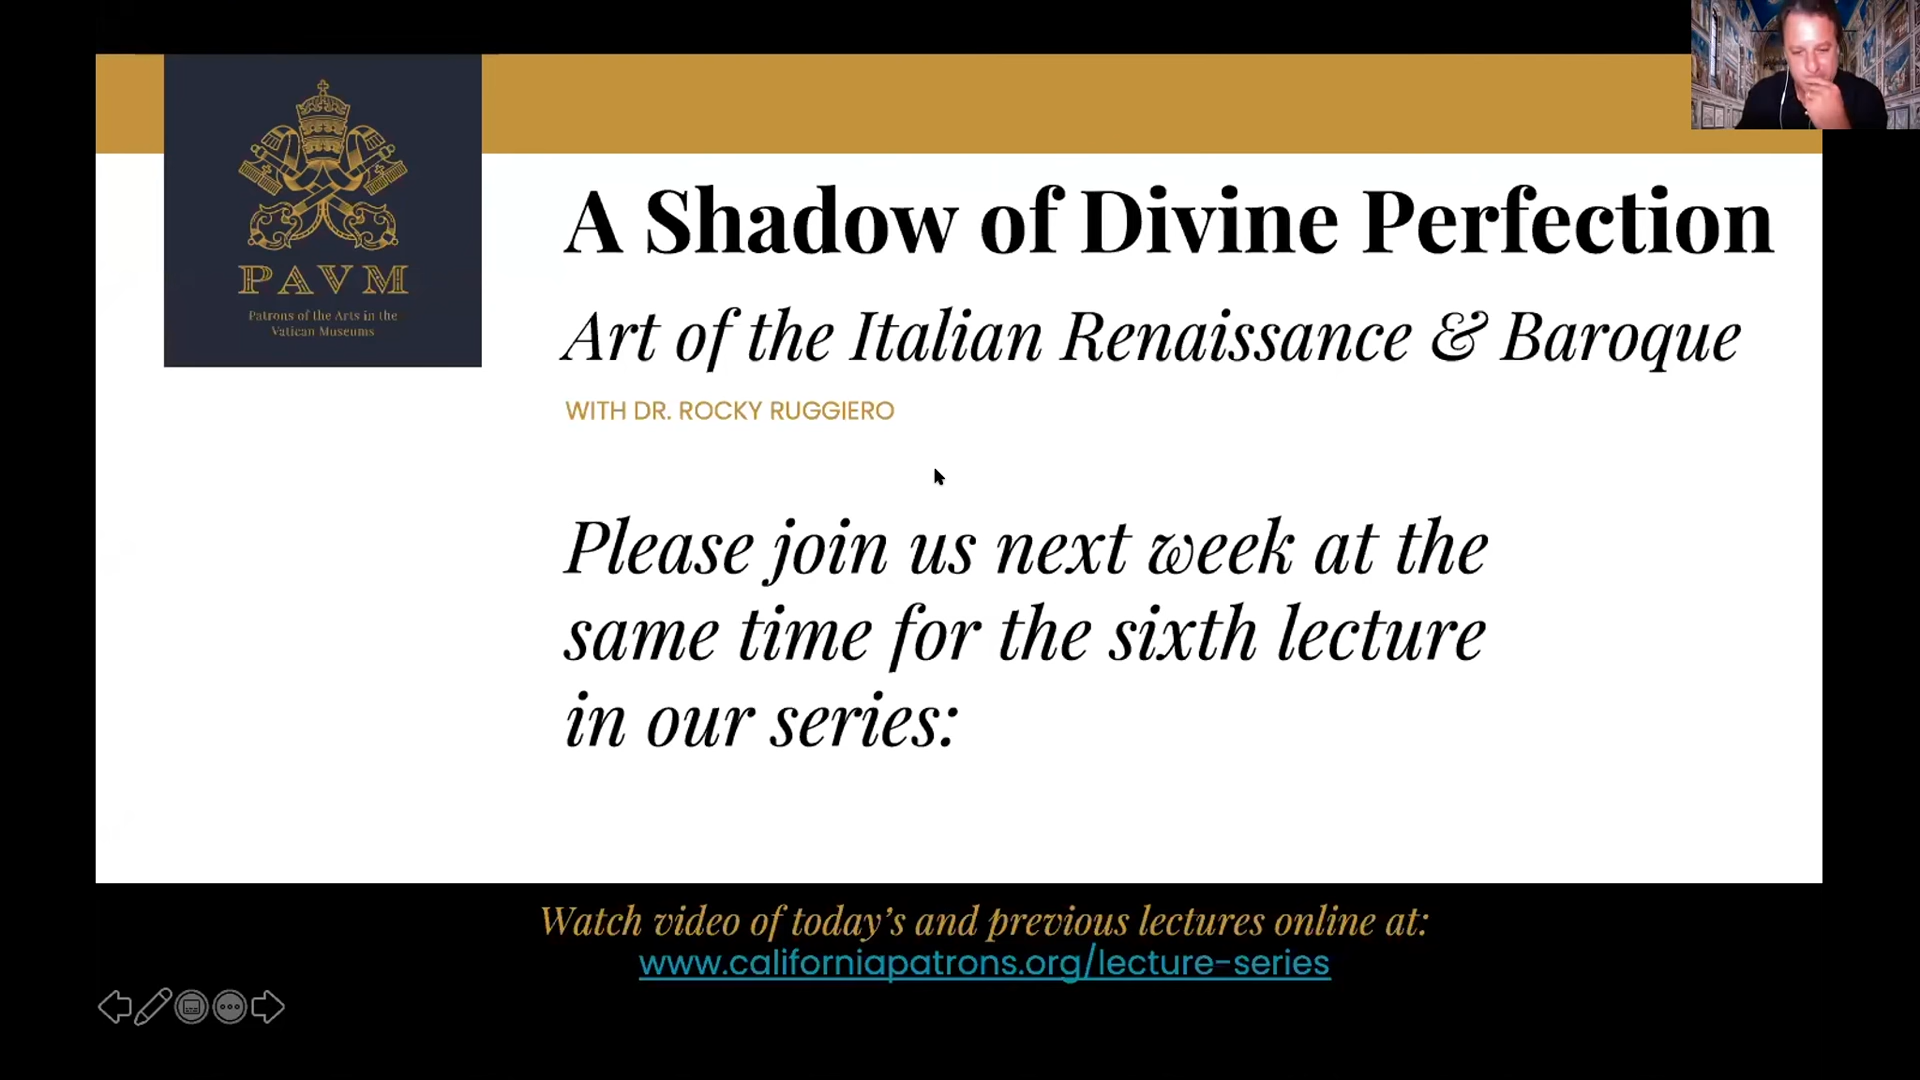 PAVM
Patrons of the Arts in the
Vatican Museums
A Shadow of Divine Perfection
Art of the Italian Renaissance & Baroque
WITH DR. ROCKY RUGGIERO
Please join us next week at the
same time for the sixth lecture
in our series:
Watch video of today’s and previous lectures online at:
www.californiapatrons.org/lecture-series